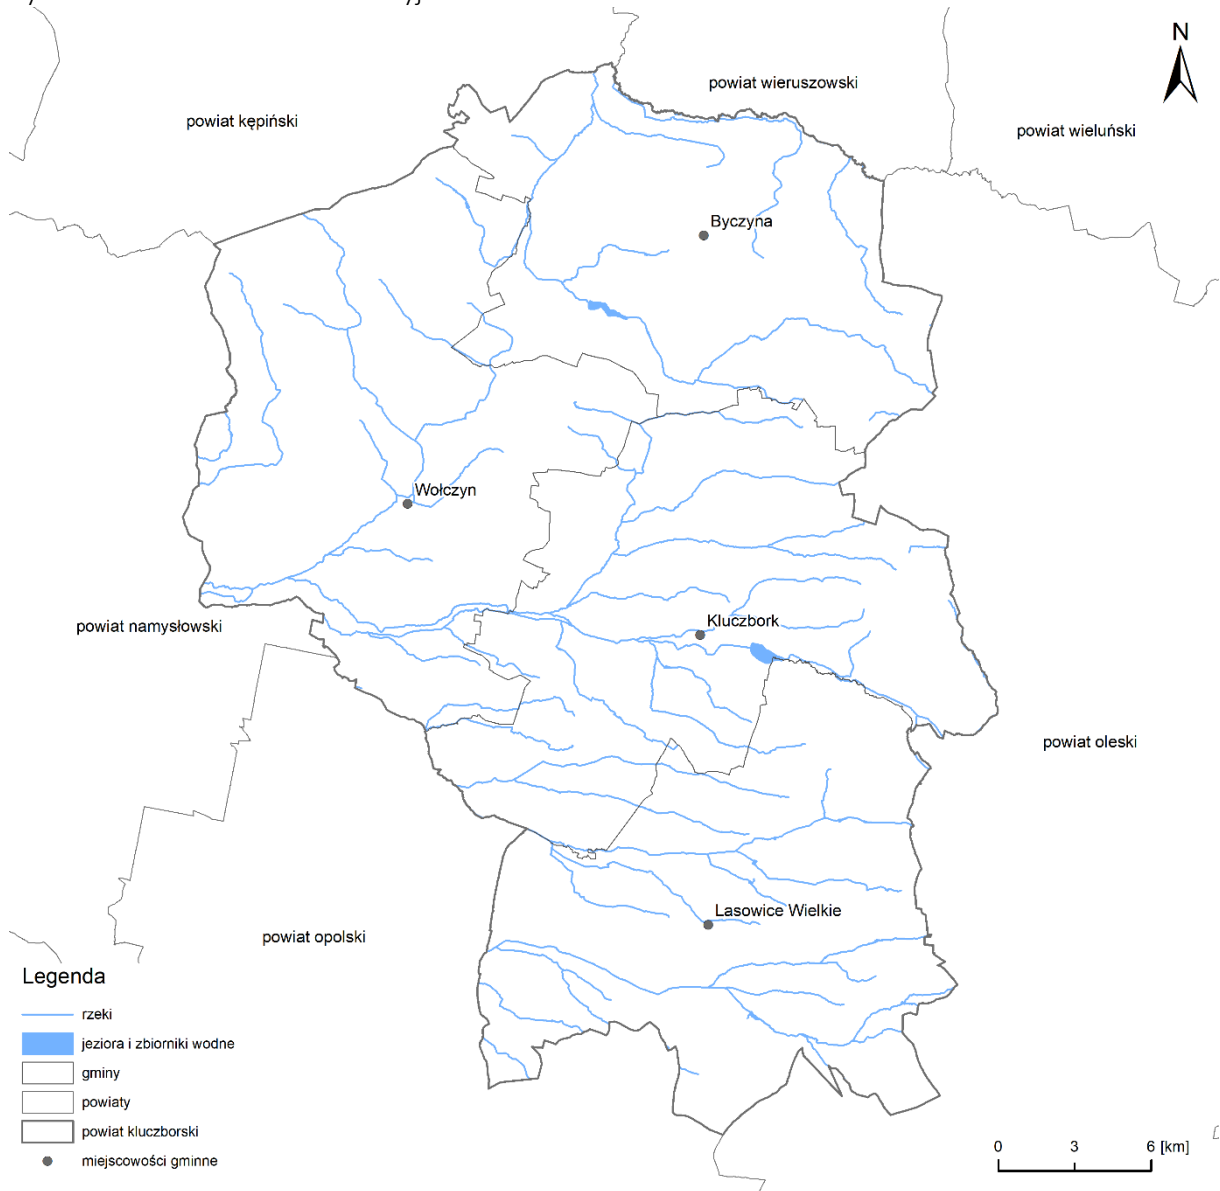 N
powiat wieruszowski
powiat kępiński
powiat wieluński
Byczyna
Wołczyn
Kluczbork
powiat namysłowski
powiat oleski
Lasowice Wielkie
powiat opolski
Legenda
rzeki
jeziora i zbiorniki wodne
gminy
powiaty
powiat kluczborski
miejscowości gminne
0 3 6 [km]